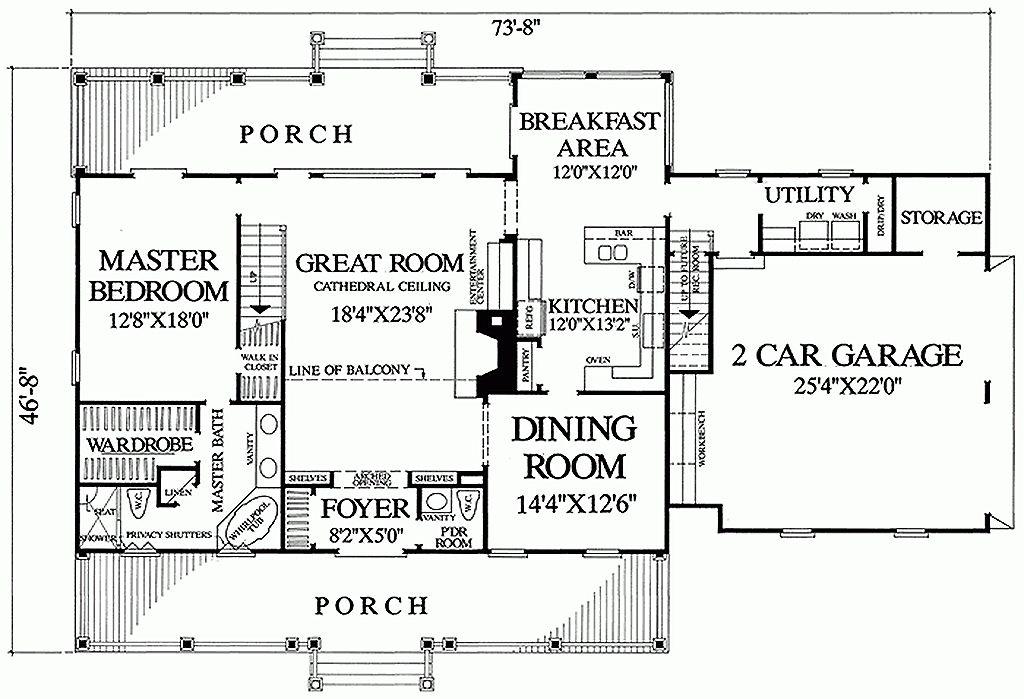 73'-8"
PORCH
BREAKFAST
AREA
12'0"X12'0"
UTILITY
DRY WASH
DRIP/DRY
STORAGE
MASTER
BEDROOM
12'8"X18'0"
UP
WALK IN
CLOSET
GREAT ROOM
CATHEDRAL CEILING
18'4"X23'8"
ENTERTAINMENT
CENTER
LINE OF BALCONY
BAR
D/W
KITCHEN
12'0"X13'2"
REFG
S.U.
PANTRY
OVEN
UP TO FUTURE
REC. ROOM
2 CAR GARAGE
25'4"X22'0"
WORKBENCH
46'-8"
WARDROBE
MASTER BATH
VANITY
LINEN
SEAT
SHOWER
W.C.
PRIVACY SHUTTERS
WHIRLPOOL
TUB
SHELVES
ARCHED
OPENING
SHELVES
FOYER
8'2"X5'0"
VANITY
W.C.
P'DR
ROOM
DINING
ROOM
14'4"X12'6"
PORCH